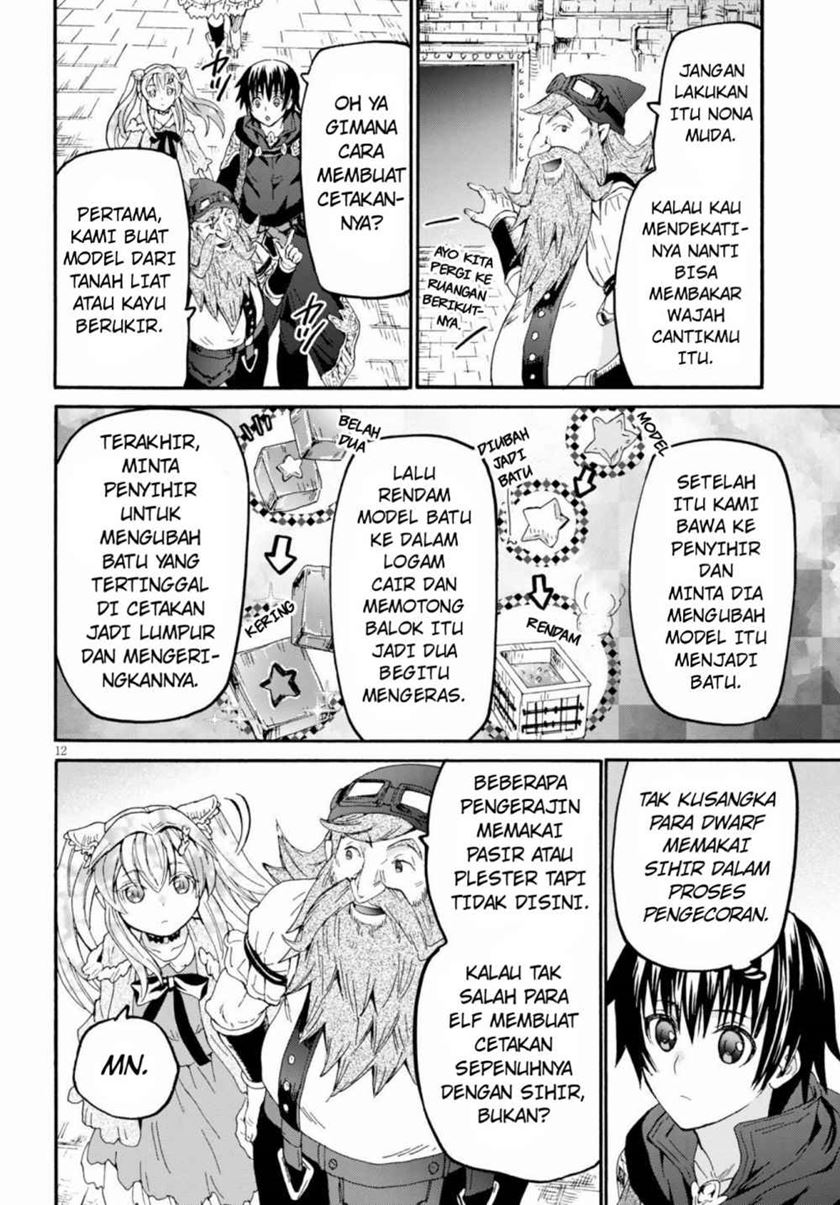 JANGAN
LAKUKAN
ITU NONA
MUDA.
KALAU KAU
MENDEKATI-
NYA NANTI
BISA
MEMBAKAR
WAJAH
CANTIKMU
ITU.
AYO KITA
PERGI KE
RUANGAN
BERIKUT-
NYA.
OH YA
GIMANA
CARA
MEMBUAT
CETAKAN-
NYA?
PERTAMA,
KAMI BUAT
MODEL DARI
TANAH LIAT
ATAU KAYU
BERUKIR.
SETELAH
ITU KAMI
BAWA KE
PENYIHIR
DAN
MINTA DIA
MENGUBAH
MODEL ITU
MENJADI
BATU.
MODEL
DIUBAH
JADI
BATU
RENDAM
LALU
RENDAM
MODEL BATU
KE DALAM
LOGAM
CAIR DAN
MEMOTONG
BALOK ITU
JADI DUA
BEGITU
MENGERAS.
BELAH
DUA
KERING
TERAKHIR,
MINTA
PENYIHIR
UNTUK
MENGUBAH
BATU YANG
TERTINGGAL
DI CETAKAN
JADI LUMPUR
DAN MENGERI-
NGKANNYA.
12
TAK KUSANGKA
PARA DWARF
MEMAKAI
SIHIR DALAM
PROSES
PENGECORAN.
BEBERAPA
PENGERAJIN
MEMAKAI
PASIR ATAU
PLESTER TAPI
TIDAK DISINI.
KALAU TAK
SALAH PARA
ELF MEMBUAT
CETAKAN
SEPENUHNYA
DENGAN SIHIR,
BUKAN?
MN.